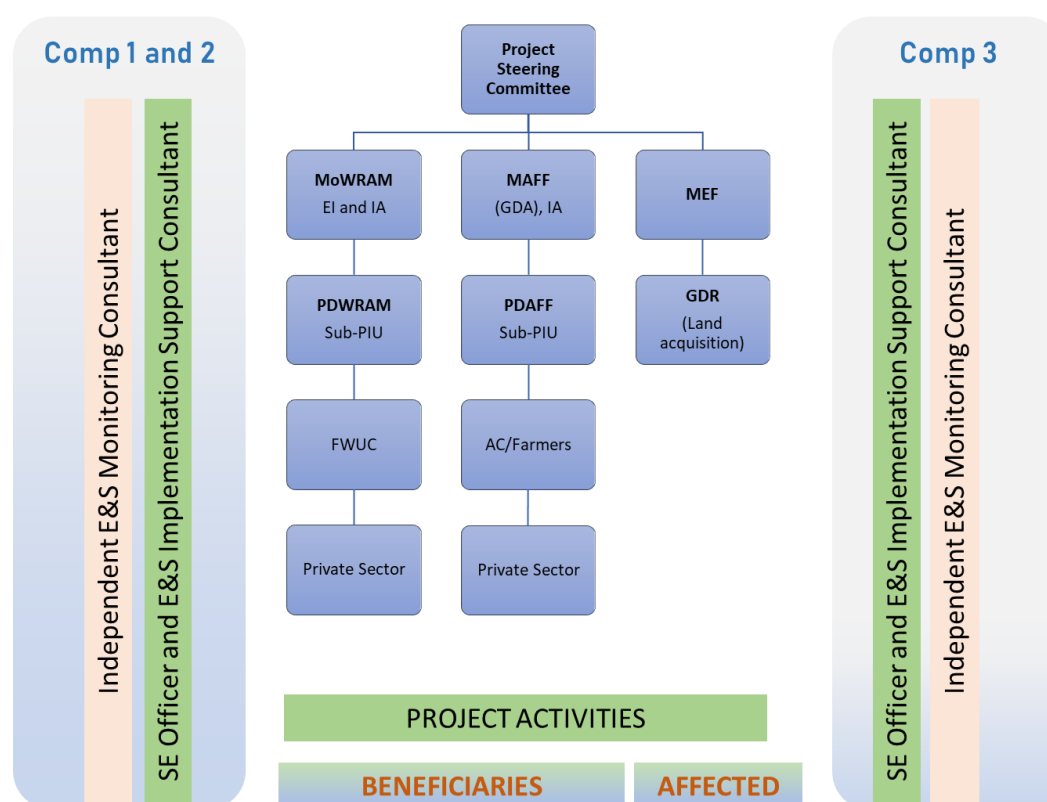 Comp 1 and 2
Independent E&S Monitoring Consultant
SE Officer and E&S Implementation Support Consultant
Project
Steering
Committee
MoWRAM
EI and IA
MAFF
(GDA), IA
MEF
PDWRAM
Sub-PIU
PDAFF
Sub-PIU
GDR
(Land
acquisition)
FWUC
AC/Farmers
Private Sector
Private Sector
PROJECT ACTIVITIES
BENEFICIARIES
AFFECTED
Comp 3
SE Officer and E&S Implementation Support Consultant
Independent E&S Monitoring Consultant